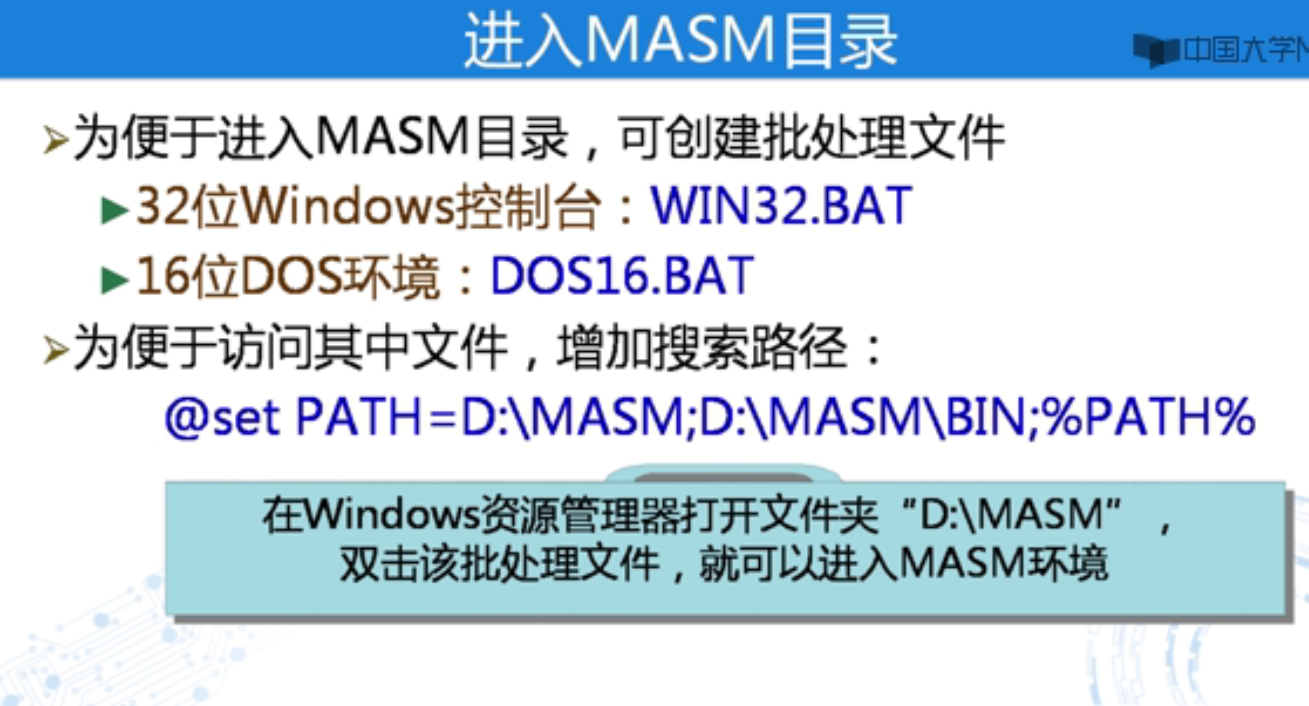 进入MASM目录
中国大学M
为便于进入MASM目录，可创建批处理文件
32位Windows控制台：WIN32.BAT
16位DOS环境：DOS16.BAT
为便于访问其中文件，增加搜索路径：
@set PATH=D:\MASM;D:\MASM\BIN;%PATH%
在Windows资源管理器打开文件夹“D:\MASM”，
双击该批处理文件，就可以进入MASM环境